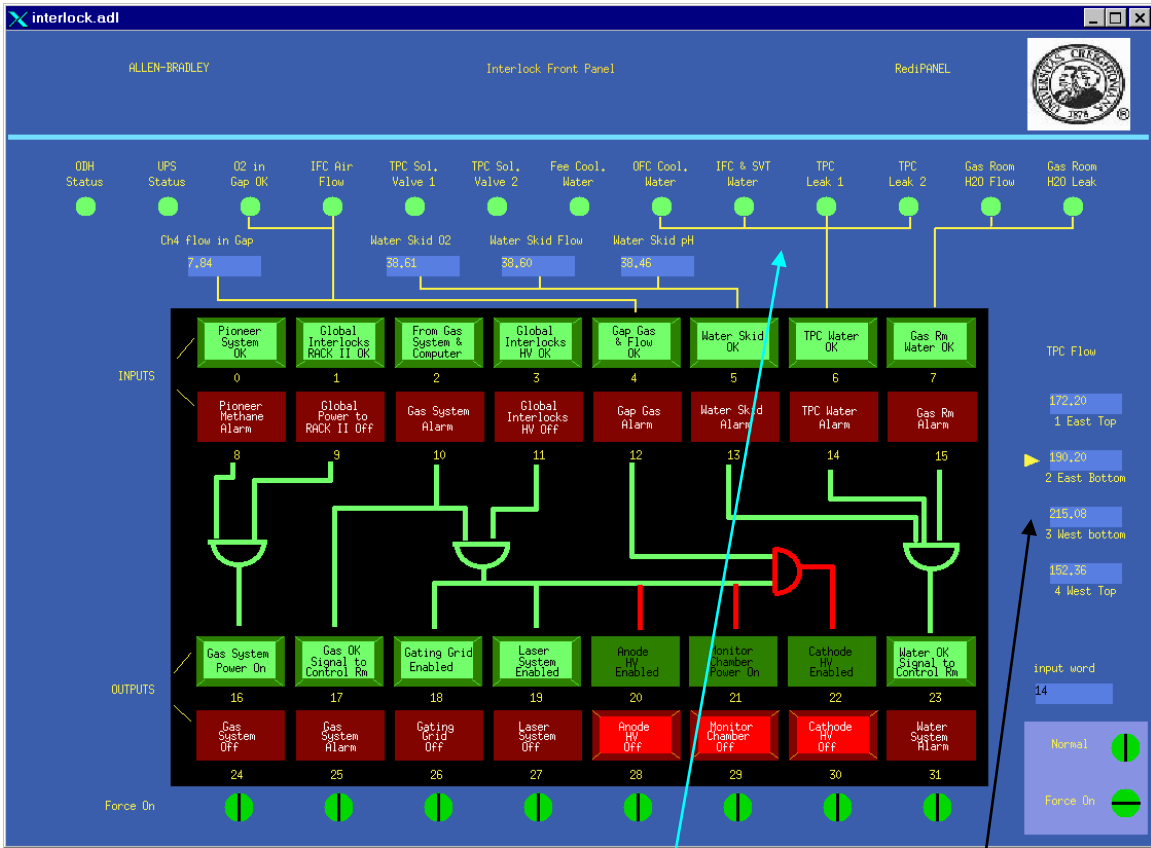 interlock.adl
ALLEN-BRADLEY
Interlock Front Panel
RediPANEL
UNIVERSITAS CREIGHTONIANA
1878
®
ODH
Status
UPS
Status
O2 in
Gap OK
IFC Air
Flow
TPC Sol.
Valve 1
TPC Sol.
Valve 2
Fee Cool.
Water
OFC Cool.
Water
IFC & SVT
Water
TPC
Leak 1
TPC
Leak 2
Gas Room
H2O Flow
Gas Room
H2O Leak
Ch4 flow in Gap
7.84
Water Skid O2
38.61
Water Skid Flow
38.60
Water Skid pH
38.46
INPUTS
Pioneer
System
OK
Global
Interlocks
RACK II OK
From Gas
System &
Computer
Global
Interlocks
HV OK
Gap Gas
& Flow
OK
Water Skid
OK
TPC Water
OK
Gas Rm
Water OK
0
1
2
3
4
5
6
7
Pioneer
Methane
Alarm
Global
Power to
RACK II Off
Gas System
Alarm
Global
Interlocks
HV Off
Gap Gas
Alarm
Water Skid
Alarm
TPC Water
Alarm
Gas Rm
Alarm
8
9
10
11
12
13
14
15
TPC Flow
172.20
1 East Top
190.20
2 East Bottom
215.08
3 West bottom
152.36
4 West Top
OUTPUTS
Gas System
Power On
Gas OK
Signal to
Control Rm
Gating Grid
Enabled
Laser
System
Enabled
Anode
HV
Enabled
Monitor
Chamber
Power On
Cathode
HV
Enabled
Water OK
Signal to
Control Rm
16
17
18
19
20
21
22
23
Gas
System
Off
Gas
System
Alarm
Gating
Grid
Off
Laser
System
Off
Anode
HV
Off
Monitor
Chamber
Off
Cathode
HV
Off
Water
System
Alarm
24
25
26
27
28
29
30
31
Force On
input word
14
Normal
Force On